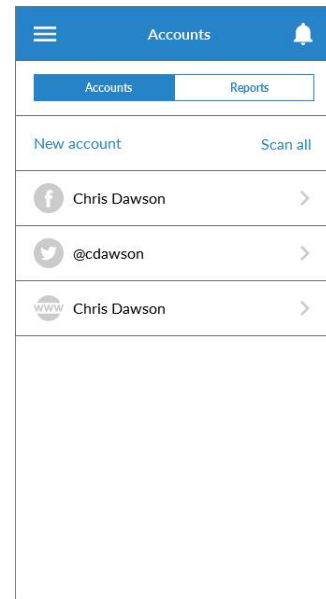 Accounts
Accounts Reports
New account Scan all
f Chris Dawson
@cdawson
www Chris Dawson